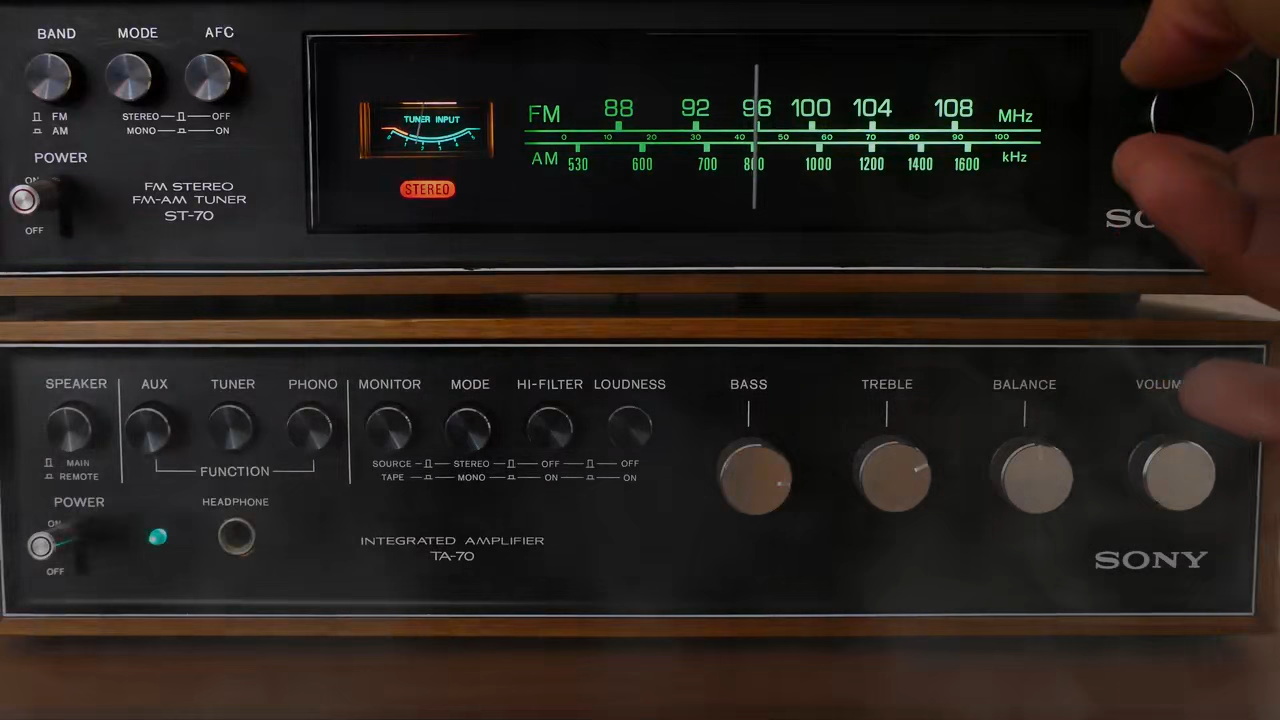 BAND MODE AFC
FM STEREO OFF
AM MONO ON
POWER
ON
OFF
FM STEREO
FM-AM TUNER
ST-70
TUNER INPUT
STEREO
FM 88 92 96 100 104 108 MHz
0 10 20 30 40 50 60 70 80 90 100
AM 530 600 700 800 1000 1200 1400 1600 kHz
SPEAKER AUX TUNER PHONO MONITOR MODE HI-FILTER LOUDNESS BASS TREBLE BALANCE
MAIN SOURCE STEREO OFF OFF
REMOTE FUNCTION TAPE MONO ON ON
POWER HEADPHONE
ON
OFF
INTEGRATED AMPLIFIER
TA-70
SONY